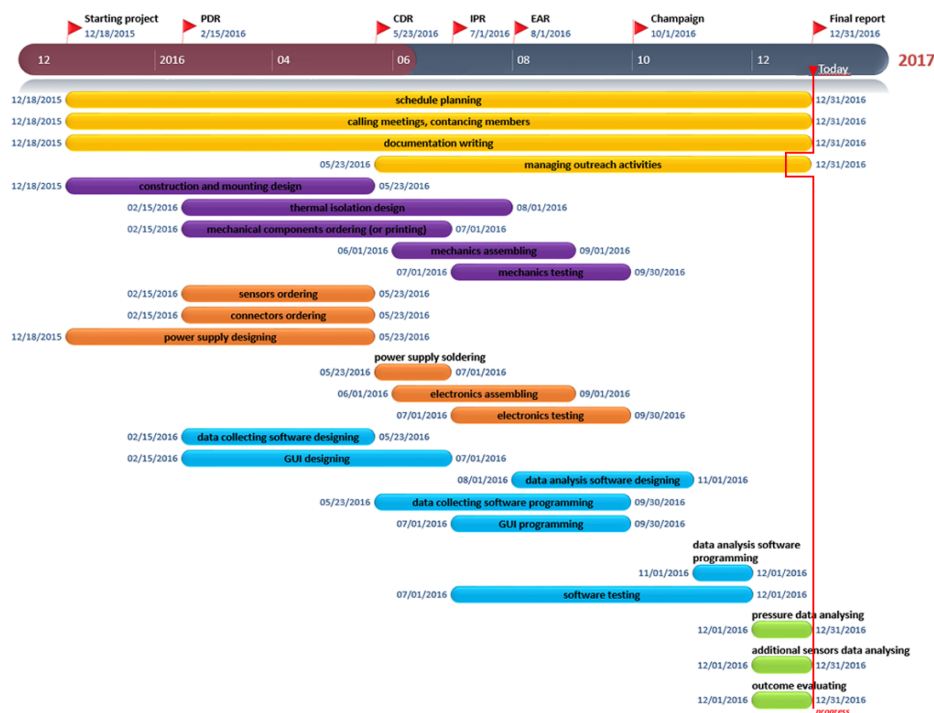 Starting project PDR CDR IPR EAR Champaign Final report
12/18/2015 2/15/2016 5/23/2016 7/1/2016 8/1/2016 10/1/2016 12/31/2016
12 2016 04 06 08 10 12 2017
Today
12/18/2015 schedule planning 12/31/2016
12/18/2015 calling meetings, contancing members 12/31/2016
12/18/2015 documentation writing 12/31/2016
05/23/2016 managing outreach activities 12/31/2016
12/18/2015 construction and mounting design 05/23/2016
02/15/2016 thermal isolation design 08/01/2016
02/15/2016 mechanical components ordering (or printing) 07/01/2016
06/01/2016 mechanics assembling 09/01/2016
07/01/2016 mechanics testing 09/30/2016
02/15/2016 sensors ordering 05/23/2016
02/15/2016 connectors ordering 05/23/2016
12/18/2015 power supply designing 05/23/2016
power supply soldering
05/23/2016 07/01/2016
06/01/2016 electronics assembling 09/01/2016
07/01/2016 electronics testing 09/30/2016
02/15/2016 data collecting software designing 05/23/2016
02/15/2016 GUI designing 07/01/2016
08/01/2016 data analysis software designing 11/01/2016
05/23/2016 data collecting software programming 09/30/2016
07/01/2016 GUI programming 09/30/2016
data analysis software
programming
11/01/2016 12/01/2016
07/01/2016 software testing 12/01/2016
pressure data analysing
12/01/2016 12/31/2016
additional sensors data analysing
12/01/2016 12/31/2016
outcome evaluating
12/01/2016 12/31/2016
progress